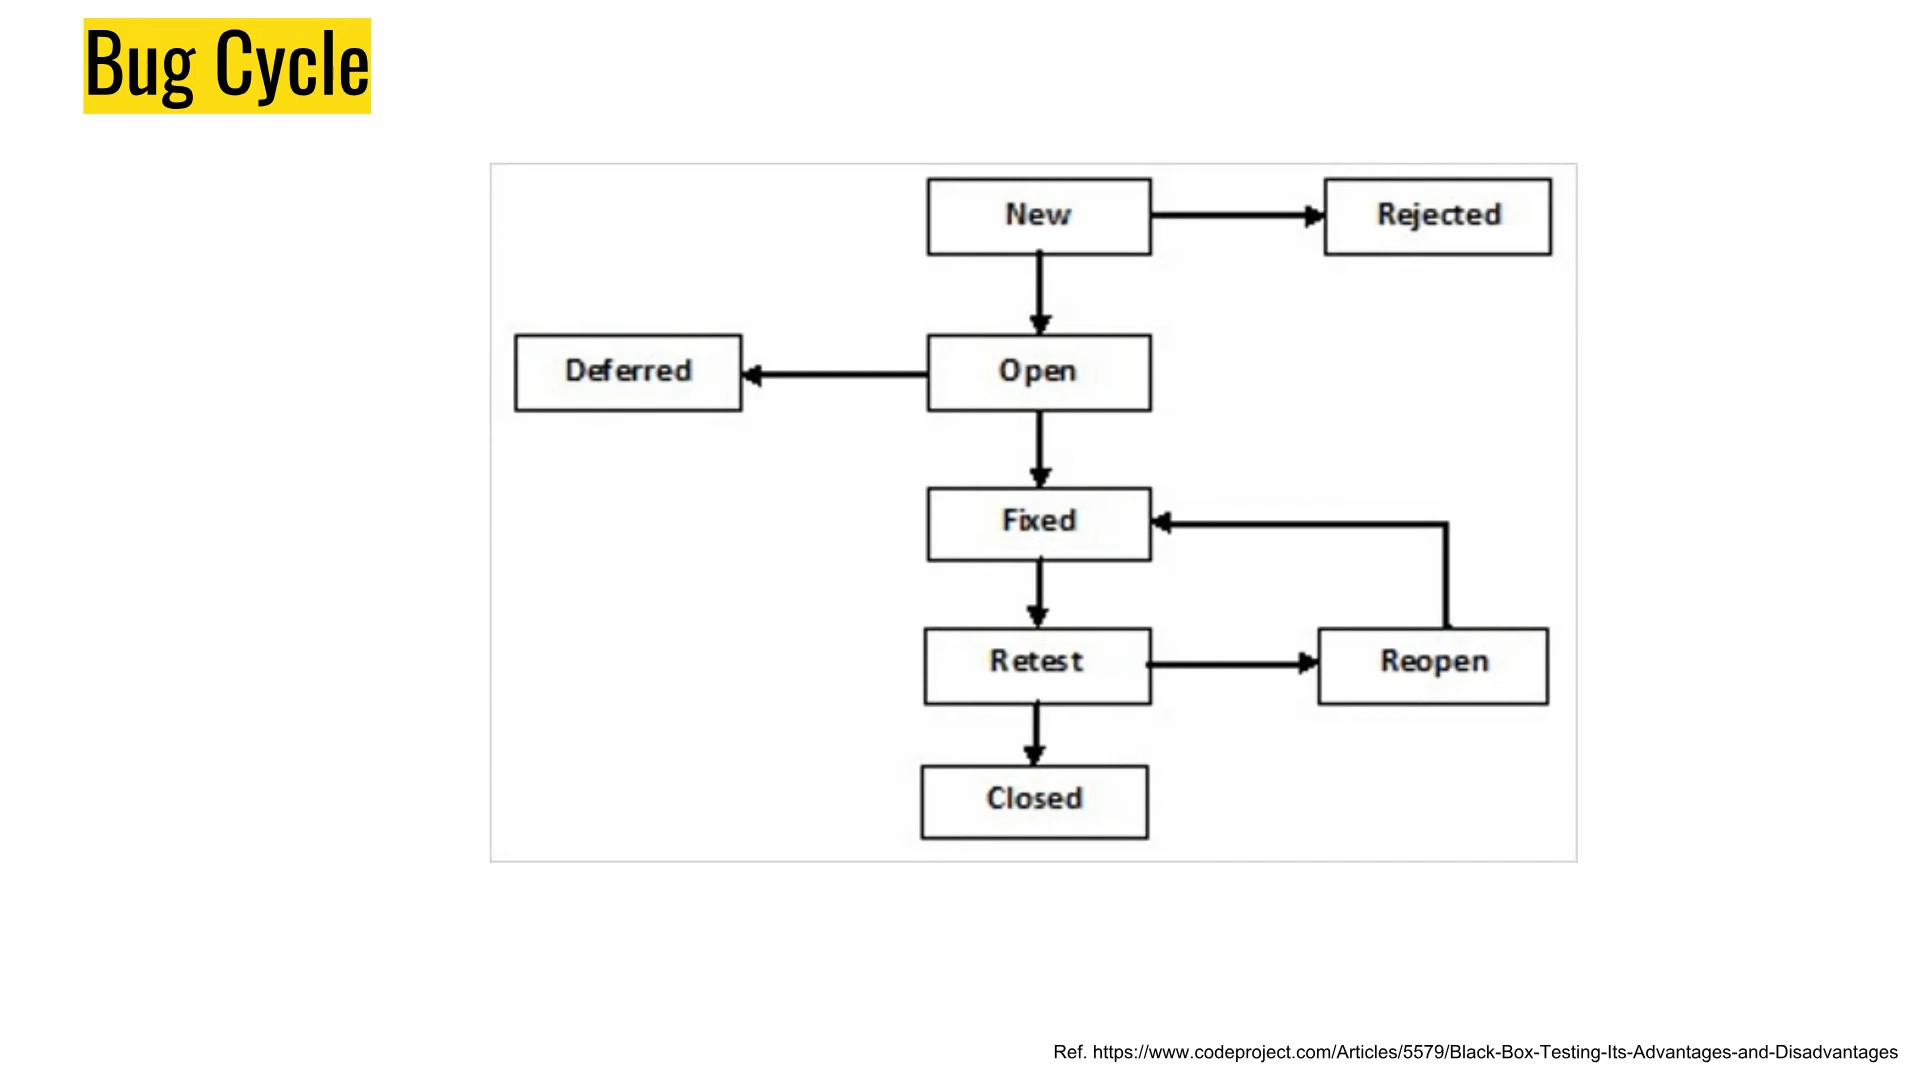 Bug Cycle
New
Rejected
Deferred
Open
Fixed
Retest
Reopen
Closed
Ref. https://www.codeproject.com/Articles/5579/Black-Box-Testing-Its-Advantages-and-Disadvantages